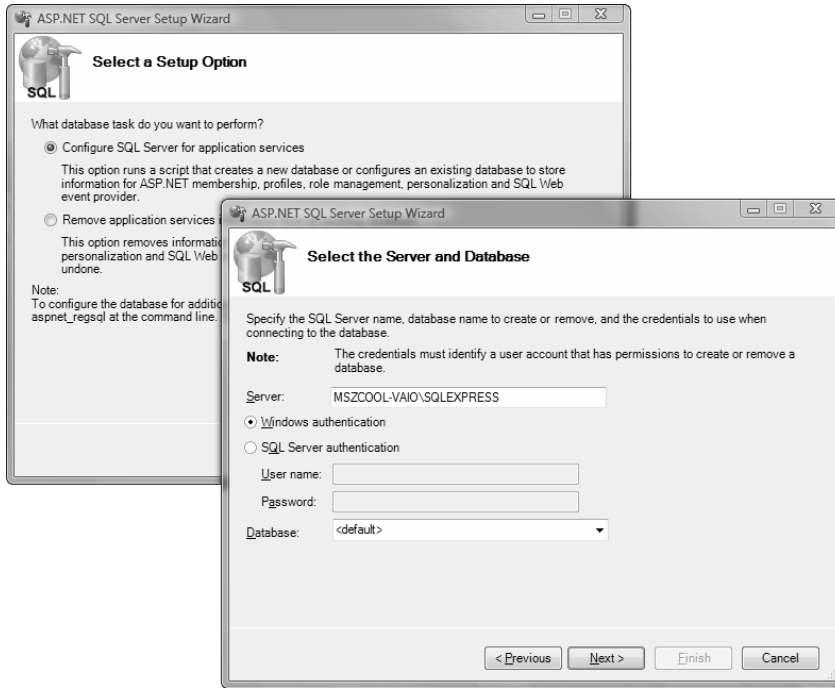 ASP.NET SQL Server Setup Wizard
SQL
Select a Setup Option
What database task do you want to perform?
Configure SQL Server for application services
This option runs a script that creates a new database or configures an existing database to store
information for ASP.NET membership, profiles, role management, personalization and SQL Web
event provider.
Remove application services
This option removes
personalization and SQL Web
undone.
Note:
To configure the database for
aspnet_regsql at the command line.
ASP.NET SQL Server Setup Wizard
SQL
Select the Server and Database
Specify the SQL Server name, database name to create or remove, and the credentials to use when
connecting to the database.
Note: The credentials must identify a user account that has permissions to create or remove a
database.
Server: MSZCOOL-VAIO\SQLEXPRESS
Windows authentication
SQL Server authentication
User name:
Password:
Database: <default>
< Previous Next > Finish Cancel